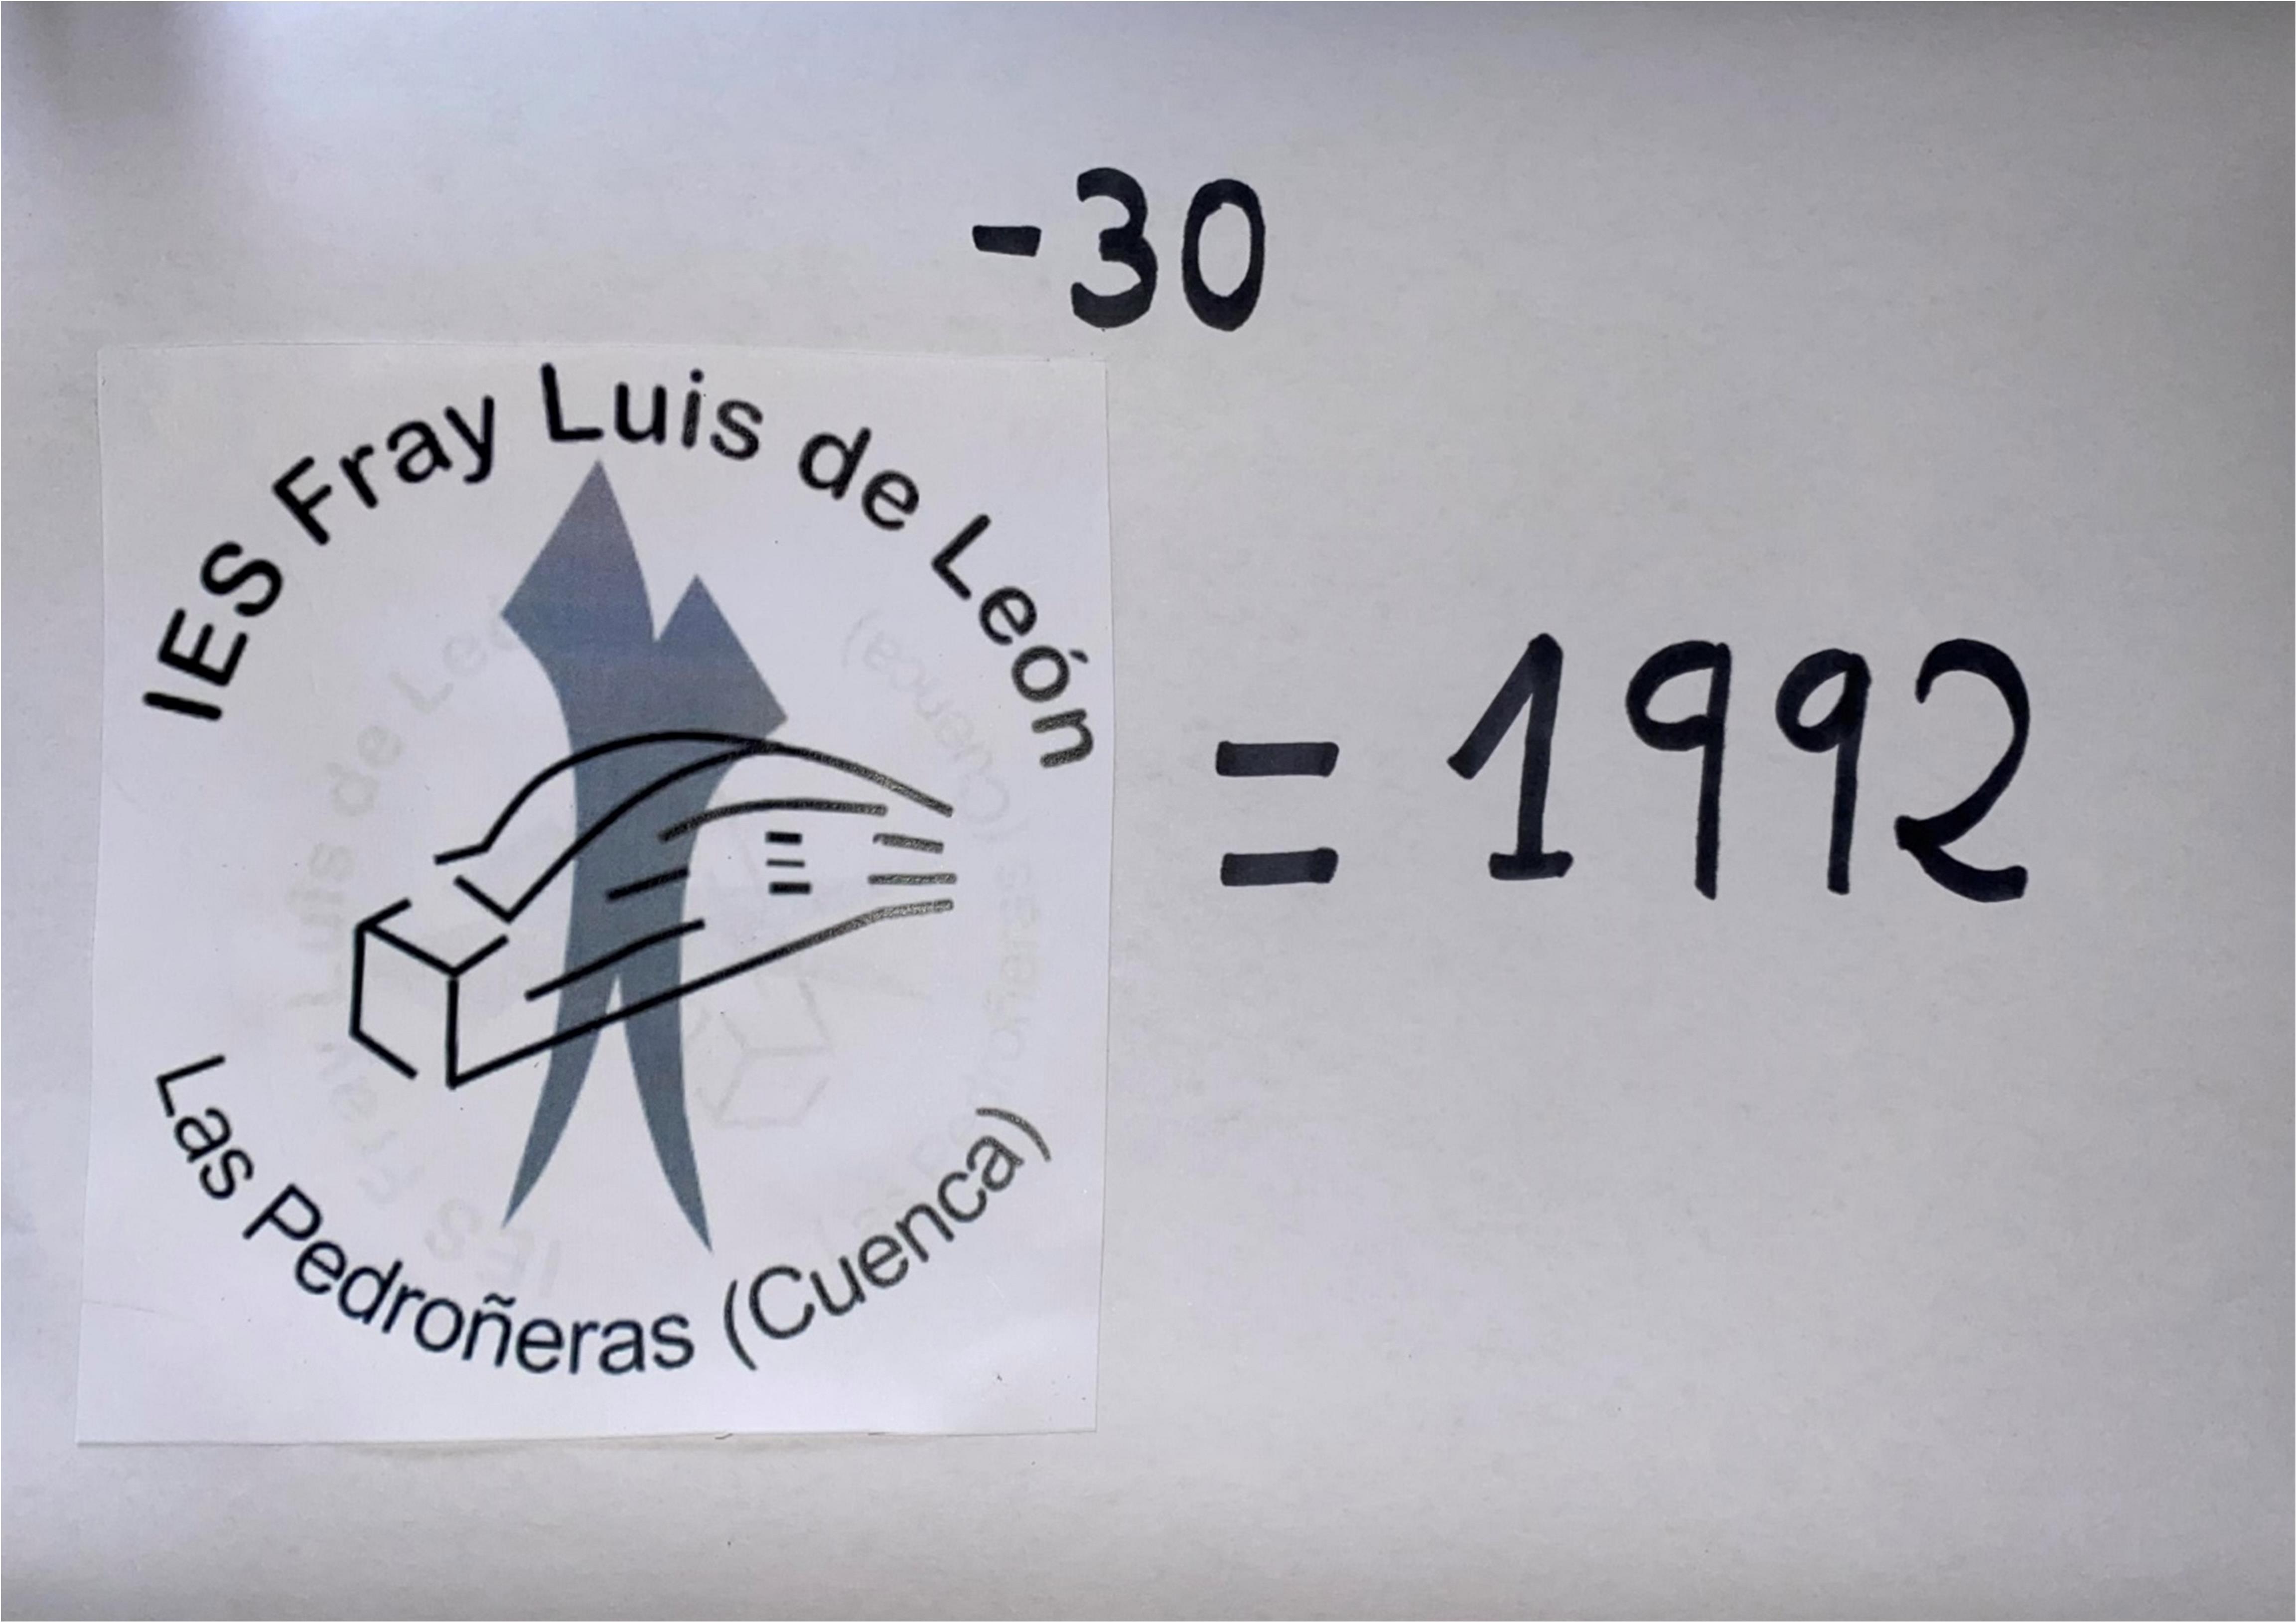 -30
IES Fray Luis de León
= 1992
Las Pedroñeras (Cuenca)